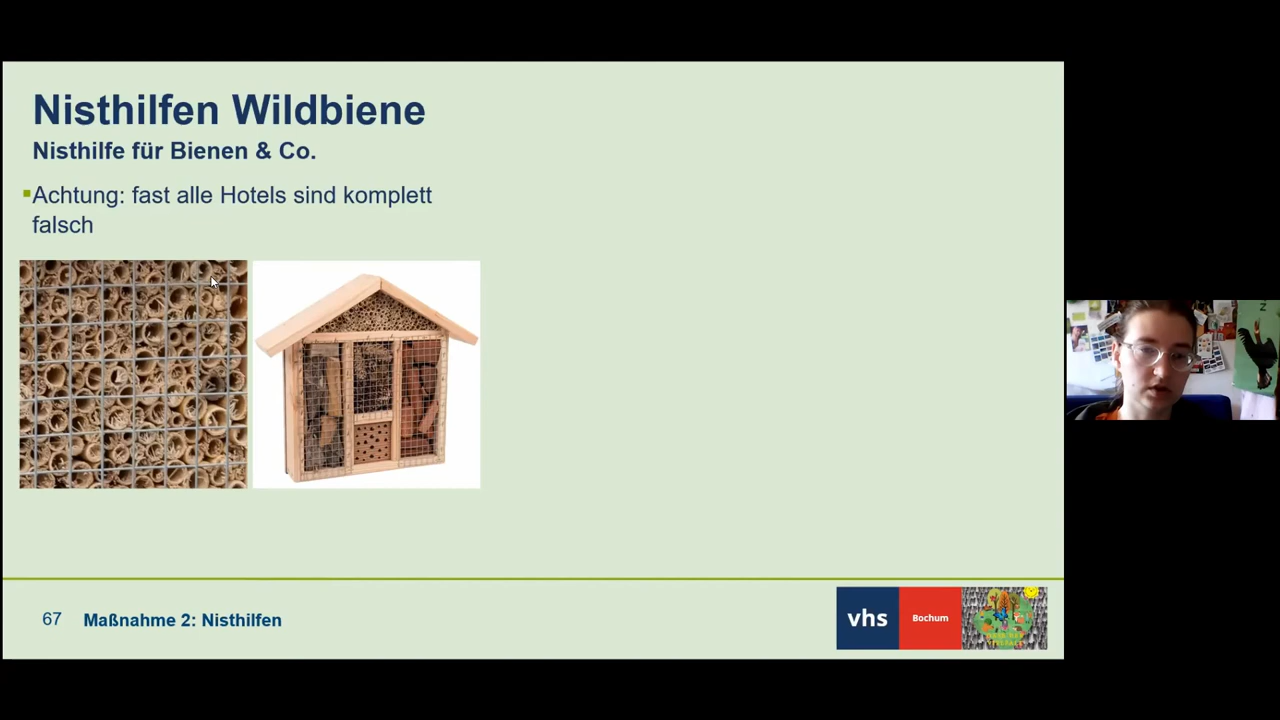 Nisthilfen Wildbiene
Nisthilfe für Bienen & Co.
Achtung: fast alle Hotels sind komplett
falsch
67 Maßnahme 2: Nisthilfen
vhs
Bochum